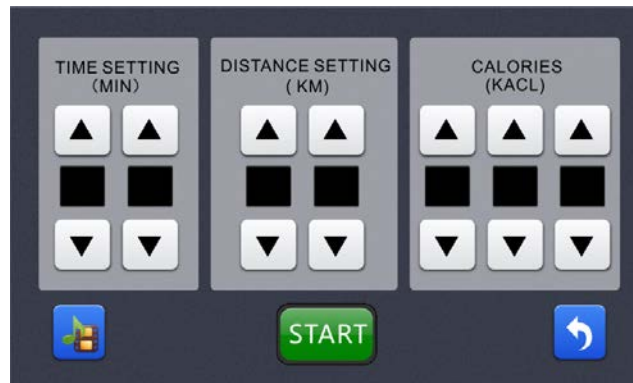 TIME SETTING
(MIN)
DISTANCE SETTING
( KM)
CALORIES
(KACL)
START